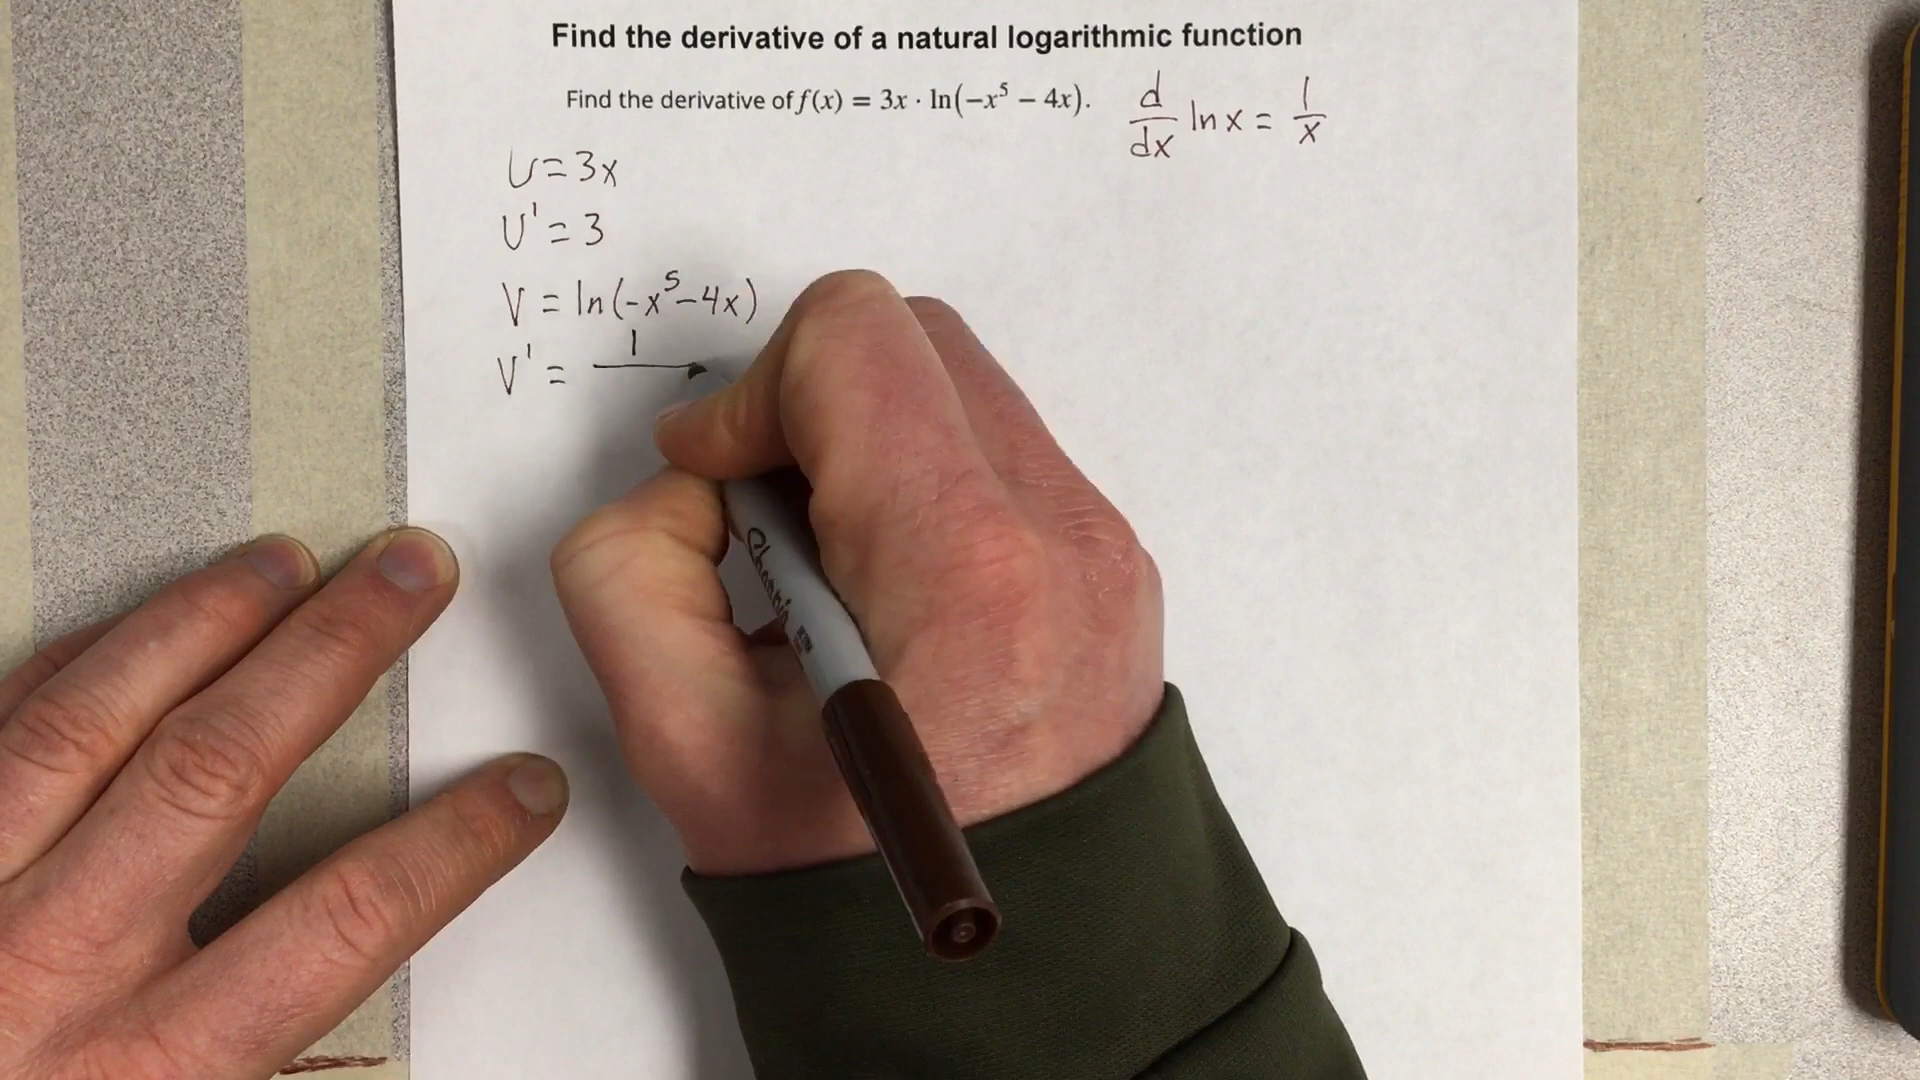 Find the derivative of a natural logarithmic function
Find the derivative of f(x) = 3x · ln(−x⁵ − 4x). d/dx ln x = 1/x
U = 3x
U' = 3
V = ln(-x⁵-4x)
V' = 1
Sharpie